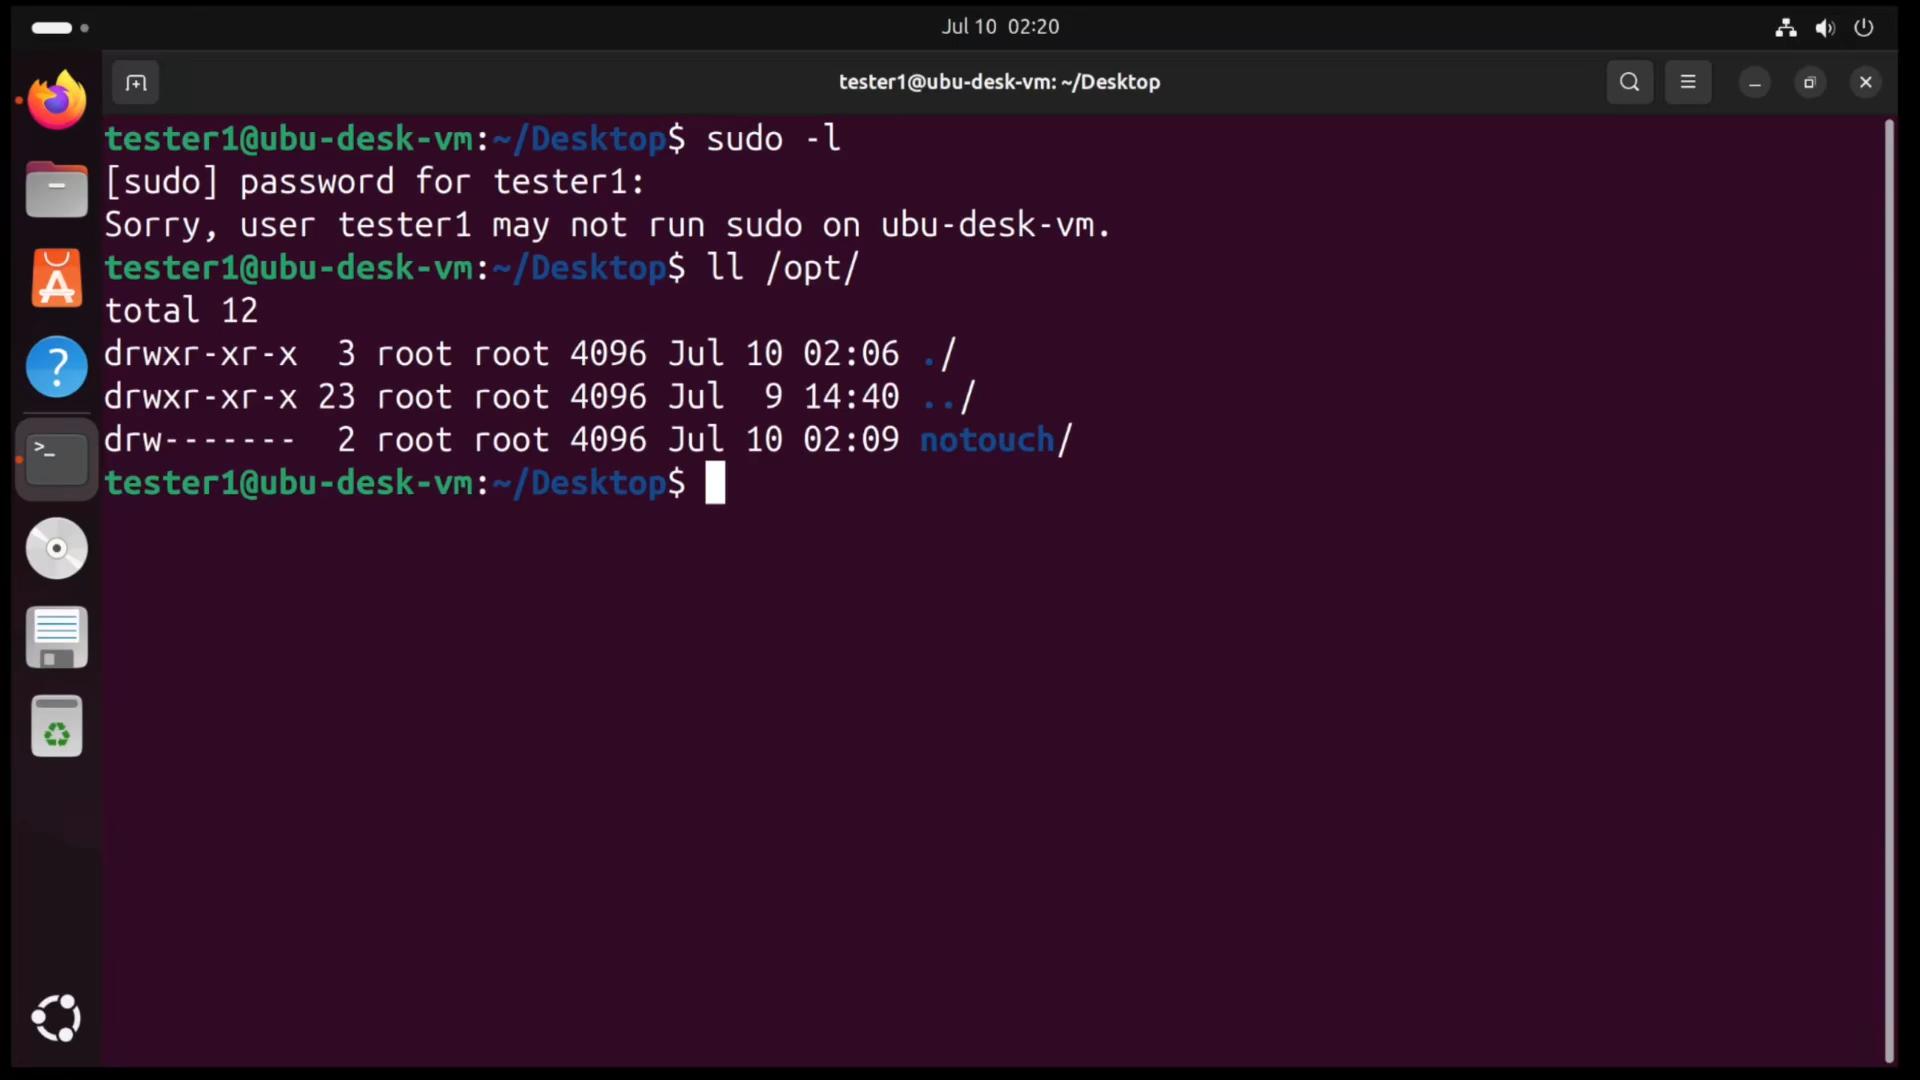 Jul 10 02:20
tester1@ubu-desk-vm: ~/Desktop
tester1@ubu-desk-vm:~/Desktop$ sudo -l
[sudo] password for tester1:
Sorry, user tester1 may not run sudo on ubu-desk-vm.
tester1@ubu-desk-vm:~/Desktop$ ll /opt/
total 12
drwxr-xr-x  3 root root 4096 Jul 10 02:06 ./
drwxr-xr-x 23 root root 4096 Jul  9 14:40 ../
drw-------  2 root root 4096 Jul 10 02:09 notouch/
tester1@ubu-desk-vm:~/Desktop$